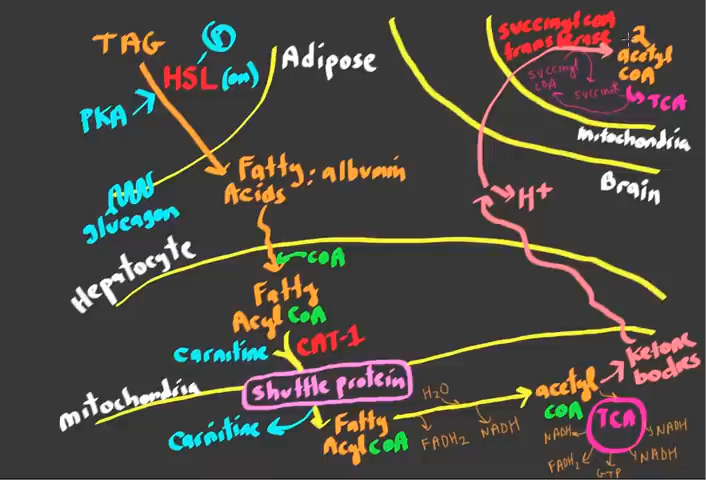 TAG
P
HSL (on)
PKA
glucagon
Adipose
Fatty : albumin
Acids
Hepatocyte
COA
Fatty
Acyl COA
Carnitine
CAT-1
mitochondria
shuttle protein
Carnitine
Fatty
Acyl COA
H2O
FADH2
NADH
acetyl
COA
TCA
NADH
FADH2
GTP
NADH
NADH
Ketone
bodies
H+
Brain
mitochondria
succinyl COA
transferase
2
acetyl
COA
succinyl
COA
TCA